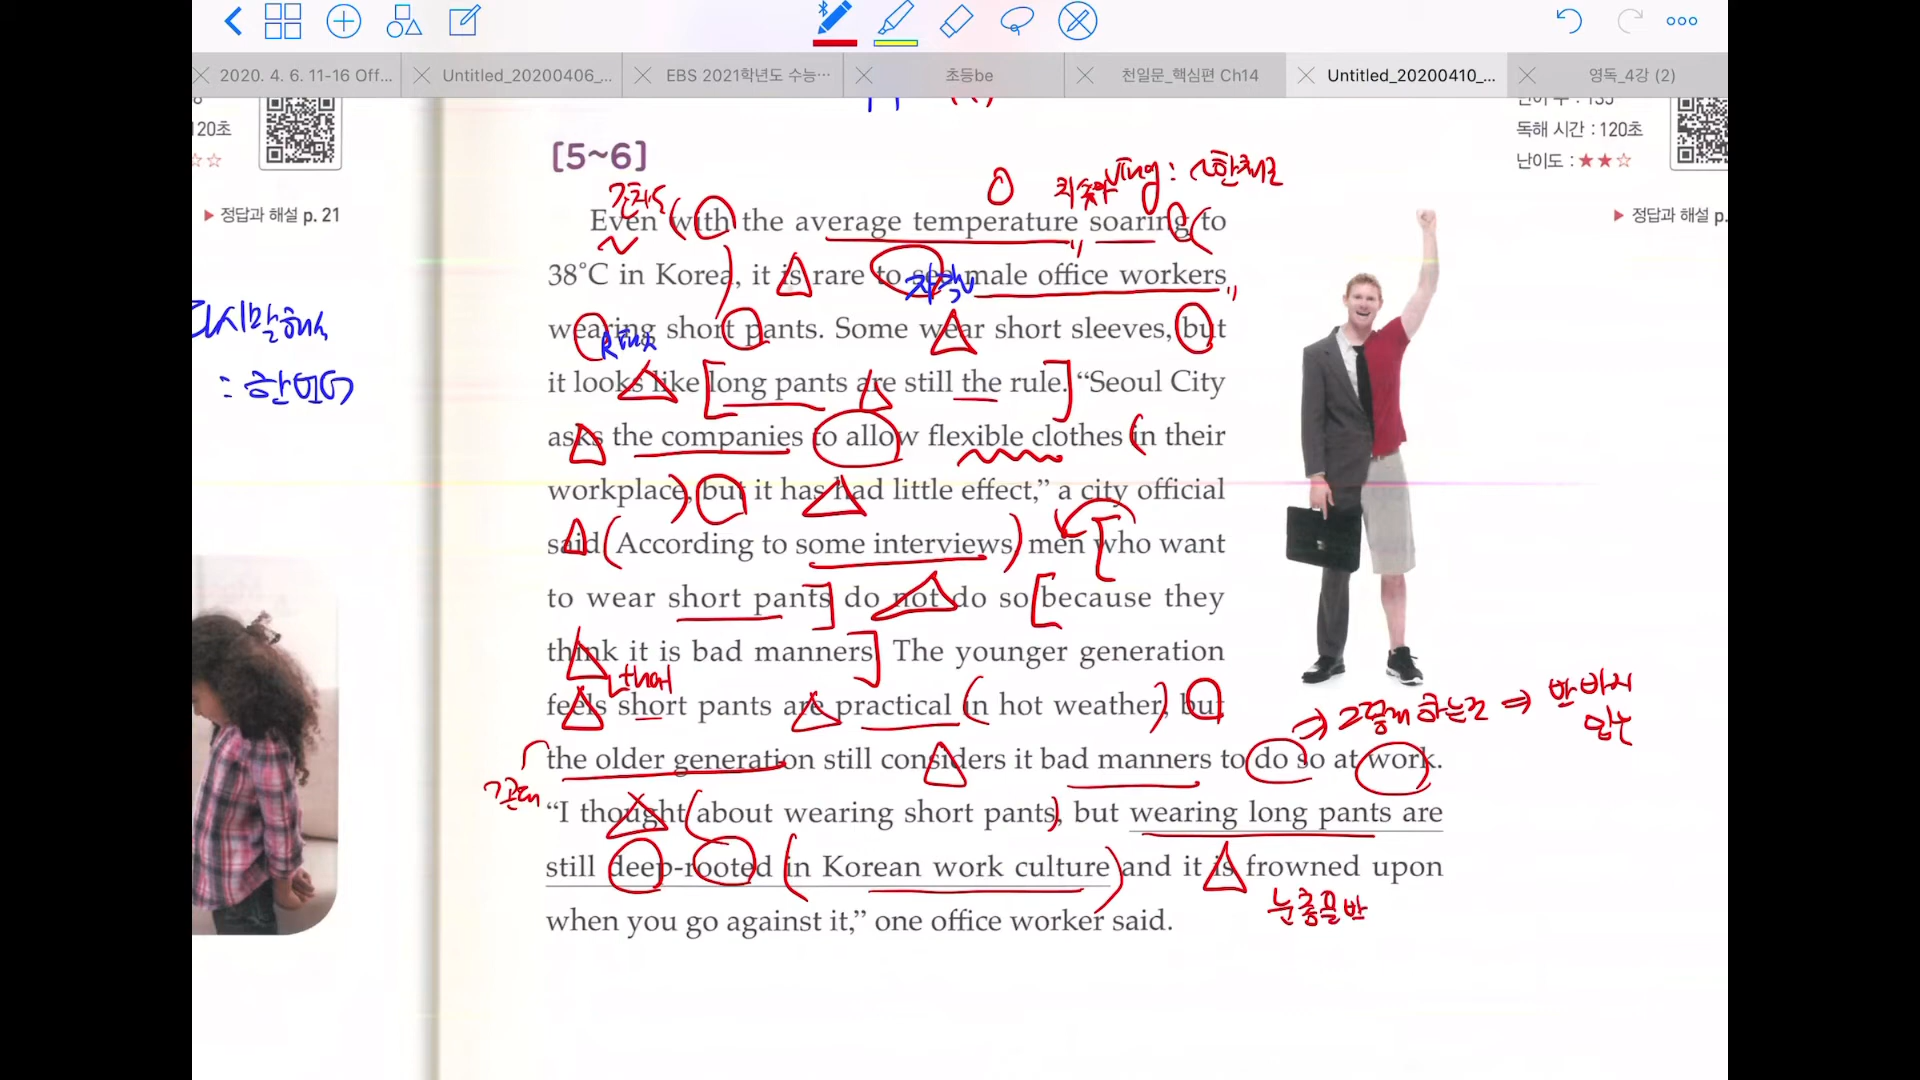 2020. 4. 6. 11-16 Off...
Untitled_20200406_...
EBS 2021학년도 수능...
초등be
천일문_핵심편 Ch14
Untitled_20200410_...
영독_4강 (2)
120초
☆☆
▶ 정답과 해설 p. 21
다시말해서
: 한번더
[5~6]
: 135
독해 시간 : 120초
난이도 : ★★☆
▶ 정답과 해설 p.
Ving : ~한채로
Even with the average temperature soaring to
38˚C in Korea, it is rare to see male office workers
wearing short pants. Some wear short sleeves, but
it looks like long pants are still the rule. “Seoul City
asks the companies to allow flexible clothes in their
workplace, but it has had little effect,” a city official
said. According to some interviews, men who want
to wear short pants do not do so because they
think it is bad manners. The younger generation
that
feels short pants are practical in hot weather, but
⇒ 그렇게 하는것 ⇒ 반바지
입는
the older generation still considers it bad manners to do so at work.
꼰대
“I thought about wearing short pants, but wearing long pants are
still deep-rooted in Korean work culture and it is frowned upon
when you go against it,” one office worker said.